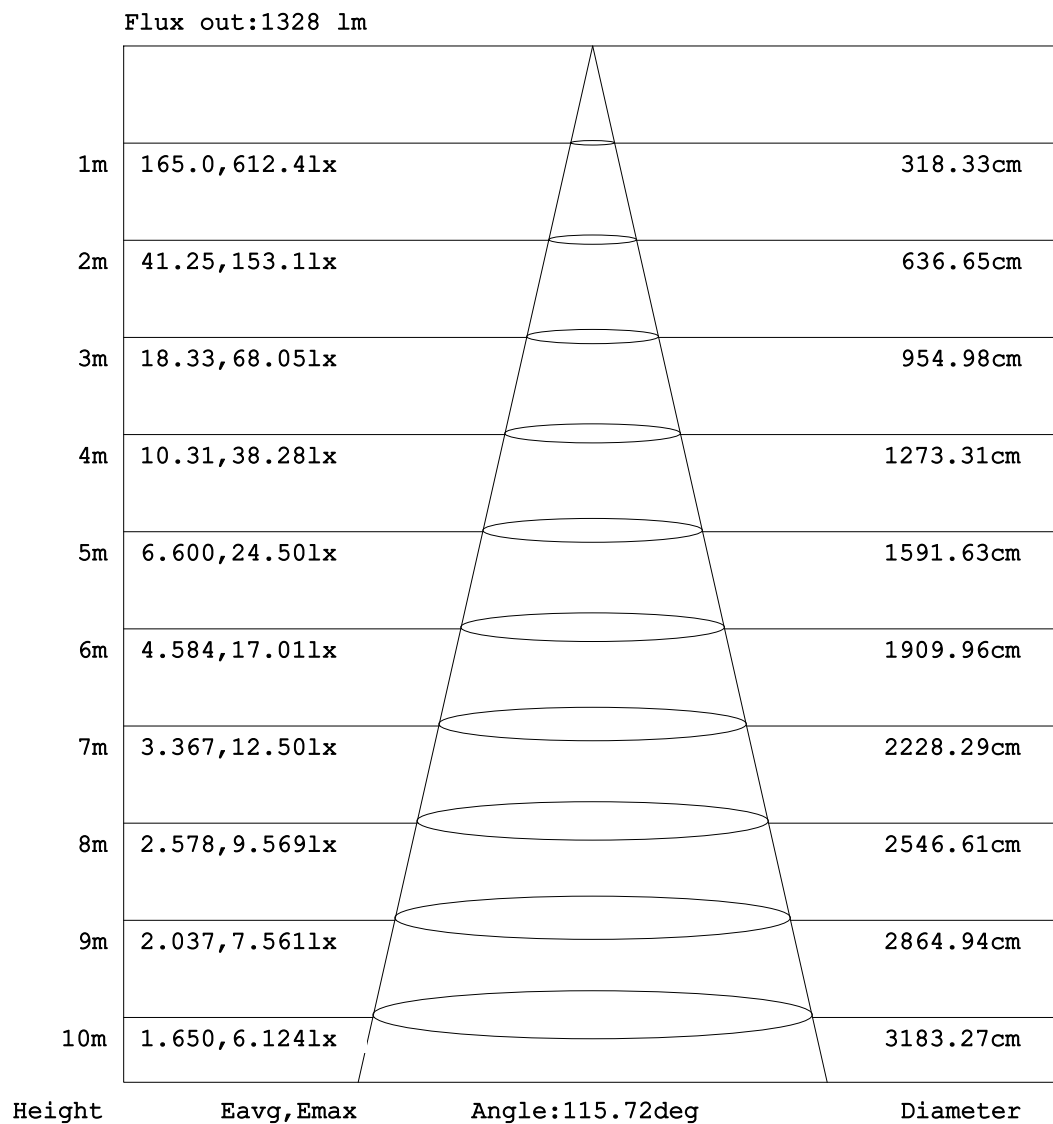 Flux out:1328 lm
1m 165.0,612.4lx 318.33cm
2m 41.25,153.1lx 636.65cm
3m 18.33,68.05lx 954.98cm
4m 10.31,38.28lx 1273.31cm
5m 6.600,24.50lx 1591.63cm
6m 4.584,17.01lx 1909.96cm
7m 3.367,12.50lx 2228.29cm
8m 2.578,9.569lx 2546.61cm
9m 2.037,7.561lx 2864.94cm
10m 1.650,6.124lx 3183.27cm
Height Eavg,Emax Angle:115.72deg Diameter